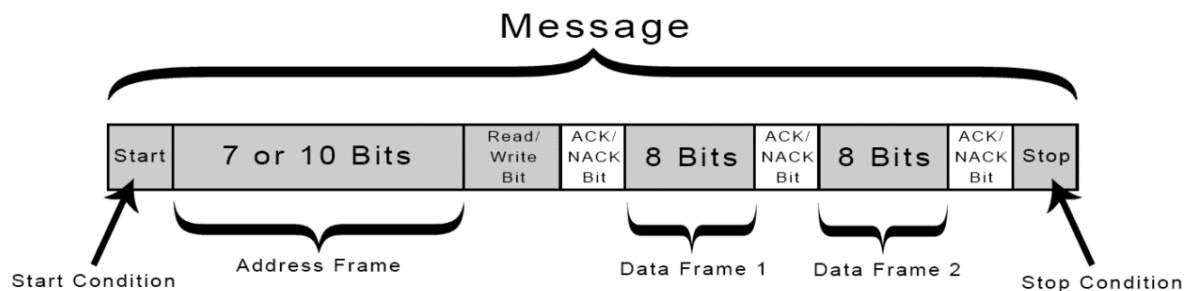 Message
Start
7 or 10 Bits
Read/
Write
Bit
ACK/
NACK
Bit
8 Bits
ACK/
NACK
Bit
8 Bits
ACK/
NACK
Bit
Stop
Start Condition
Address Frame
Data Frame 1
Data Frame 2
Stop Condition